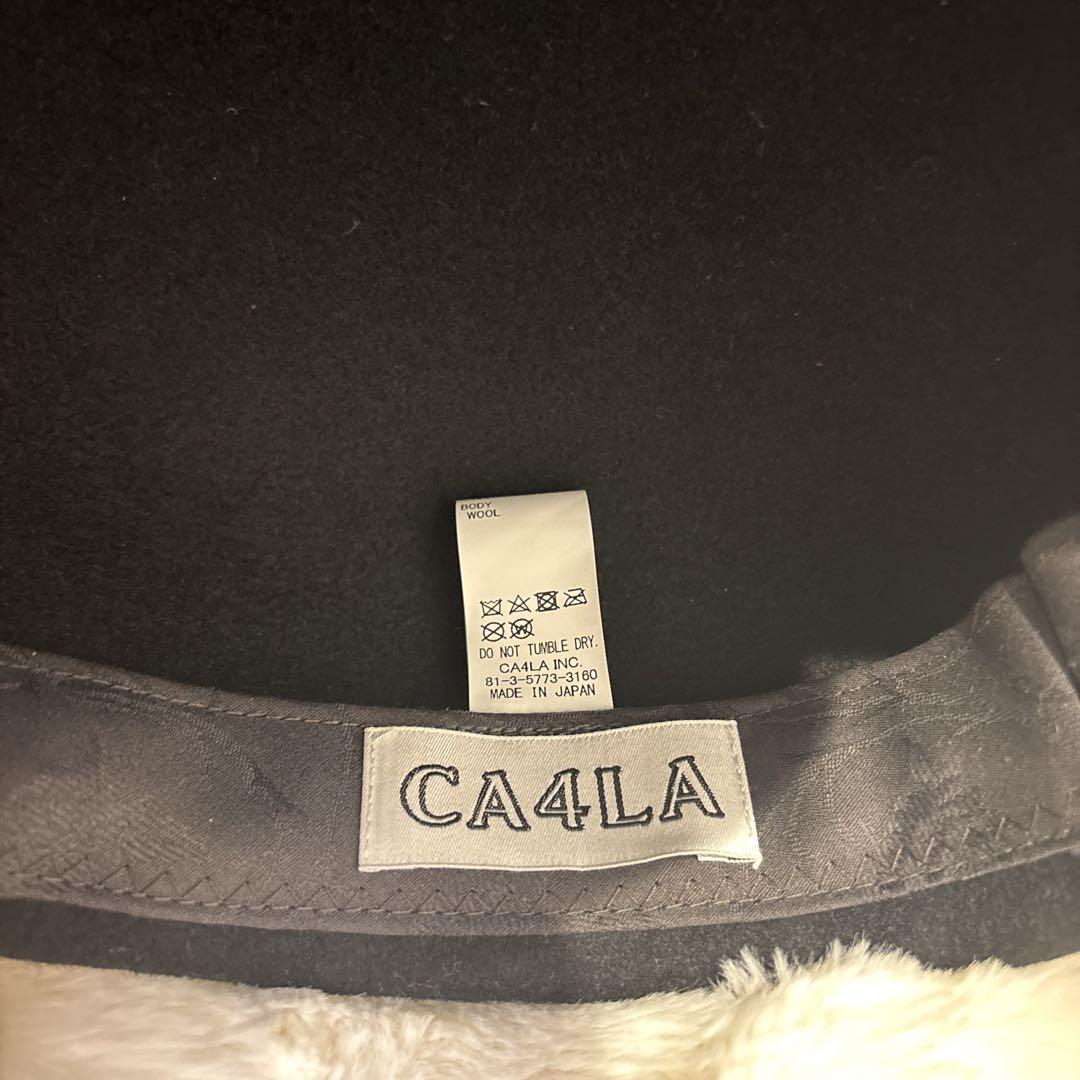 BODY
WOOL
DO NOT TUMBLE DRY.
CA4LA INC.
81-3-5773-3160
MADE IN JAPAN
CA4LA